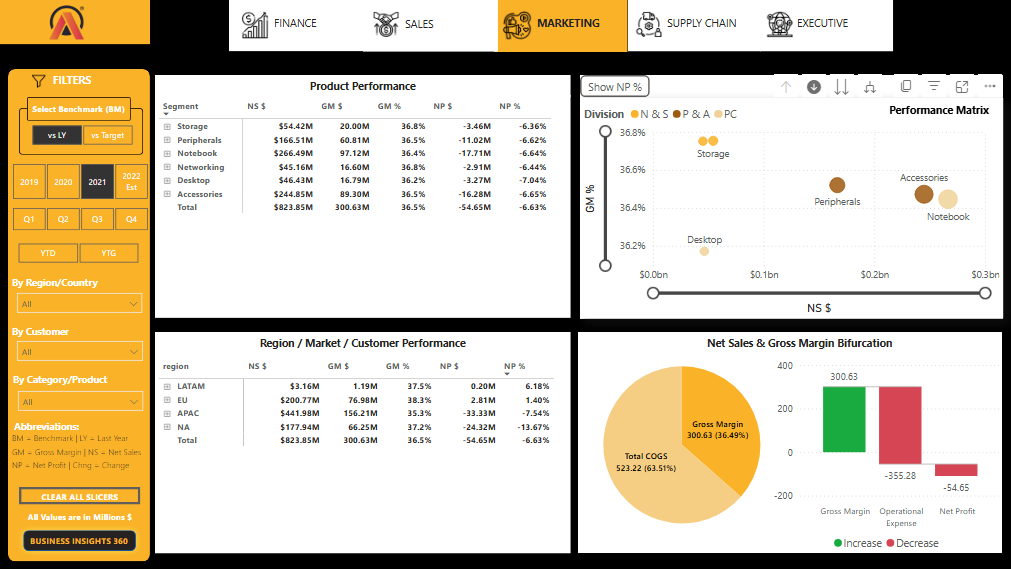 FINANCE
SALES
MARKETING
SUPPLY CHAIN
EXECUTIVE
FILTERS
Select Benchmark (BM)
vs LY
vs Target
2019
2020
2021
2022
Est
Q1
Q2
Q3
Q4
YTD
YTG
By Region/Country
All
By Customer
All
By Category/Product
All
Abbreviations:
BM = Benchmark | LY = Last Year
GM = Gross Margin | NS = Net Sales
NP = Net Profit | Chng = Change
CLEAR ALL SLICERS
All Values are in Millions $
BUSINESS INSIGHTS 360
Product Performance
Segment NS $ GM $ GM % NP $ NP %
Storage $54.42M 20.00M 36.8% -3.46M -6.36%
Peripherals $166.51M 60.81M 36.5% -11.02M -6.62%
Notebook $266.49M 97.12M 36.4% -17.71M -6.64%
Networking $45.16M 16.60M 36.8% -2.91M -6.44%
Desktop $46.43M 16.79M 36.2% -3.27M -7.04%
Accessories $244.85M 89.30M 36.5% -16.28M -6.65%
Total $823.85M 300.63M 36.5% -54.65M -6.63%
Show NP %
Performance Matrix
Division N & S P & A PC
GM %
36.8%
36.6%
36.4%
36.2%
Storage
Accessories
Peripherals
Notebook
Desktop
$0.0bn $0.1bn $0.2bn $0.3bn
NS $
Region / Market / Customer Performance
region NS $ GM $ GM % NP $ NP %
LATAM $3.16M 1.19M 37.5% 0.20M 6.18%
EU $200.77M 76.98M 38.3% 2.81M 1.40%
APAC $441.98M 156.21M 35.3% -33.33M -7.54%
NA $177.94M 66.25M 37.2% -24.32M -13.67%
Total $823.85M 300.63M 36.5% -54.65M -6.63%
Net Sales & Gross Margin Bifurcation
Gross Margin
300.63 (36.49%)
Total COGS
523.22 (63.51%)
400
200
0
-200
300.63
-355.28
-54.65
Gross Margin
Operational
Expense
Net Profit
Increase Decrease